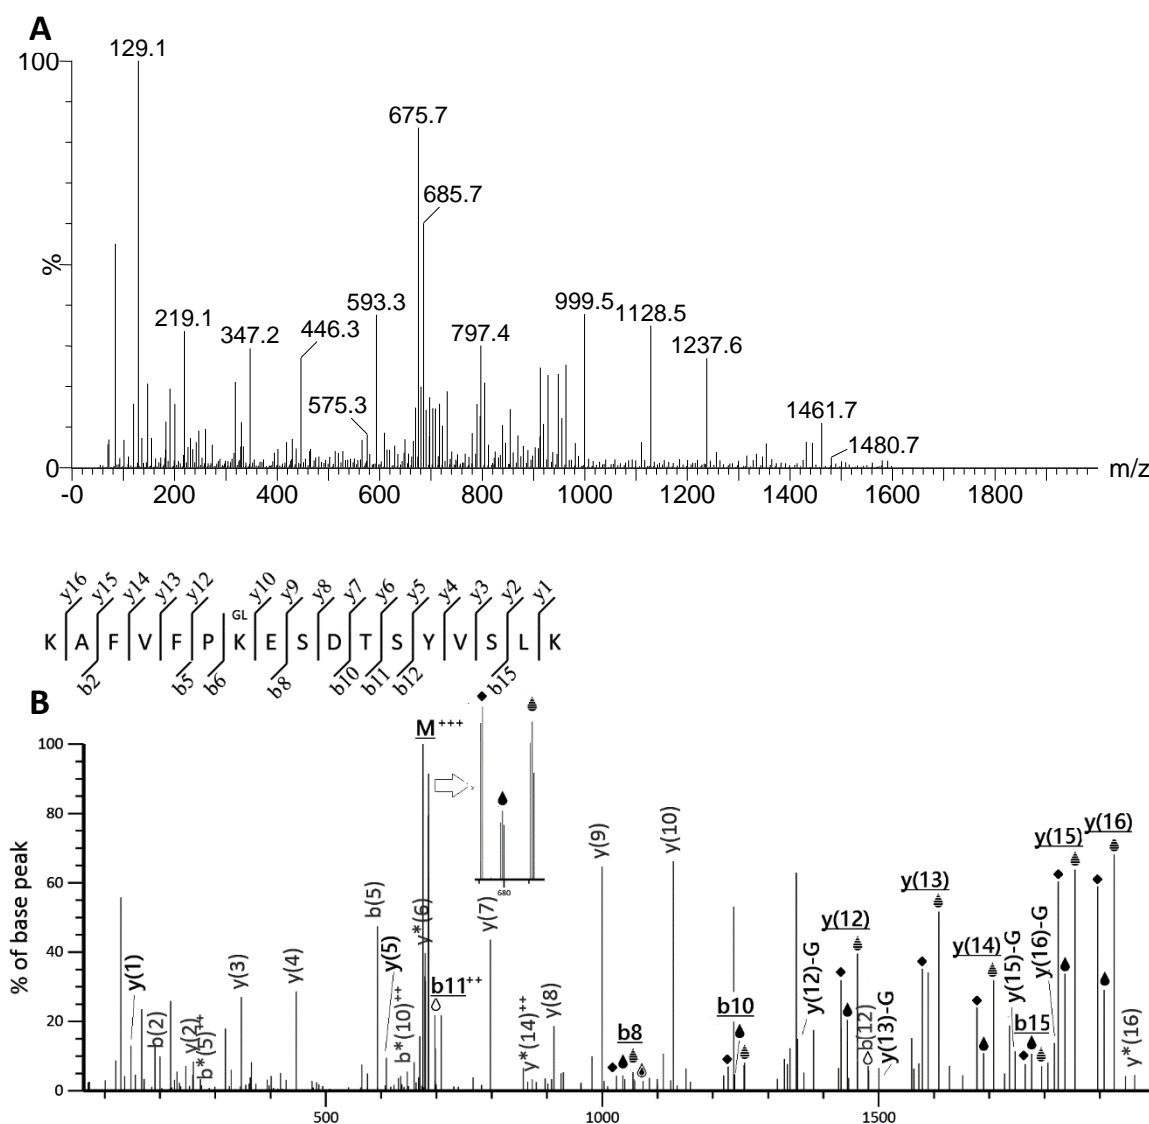 A
100
129.1
675.7
685.7
593.3
999.5
219.1
347.2
446.3
797.4
1128.5
1237.6
%
575.3
1461.7
1480.7
0
m/z
-0 200 400 600 800 1000 1200 1400 1600 1800
y16 y15 y14 y13 y12 y10 y9 y8 y7 y6 y5 y4 y3 y2 y1
GL
K A F V F P K E S D T S Y V S L K
b2 b5 b6 b8 b10 b11 b12 b15
B
M+++
100
80
60
40
20
0
% of base peak
680
y(1)
b(2)
y(2)
b*(5)++
y(3)
y(4)
b(5)
y(5)
b*(10)++
y*(6)
b11++
y(7)
y*(14)++
y(8)
y(9)
b8
y(10)
b10
y(12)-G
y(12)
b(12)
y(13)-G
y(13)
y(14)
y(15)-G
b15
y(16)-G
y(15)
y(16)
y*(16)
500 1000 1500